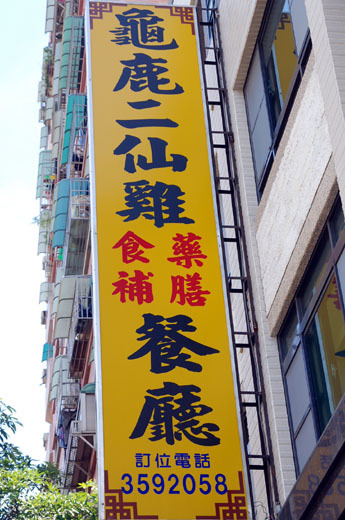 龜鹿二仙雞
藥膳
食補
餐廳
訂位電話
3592058